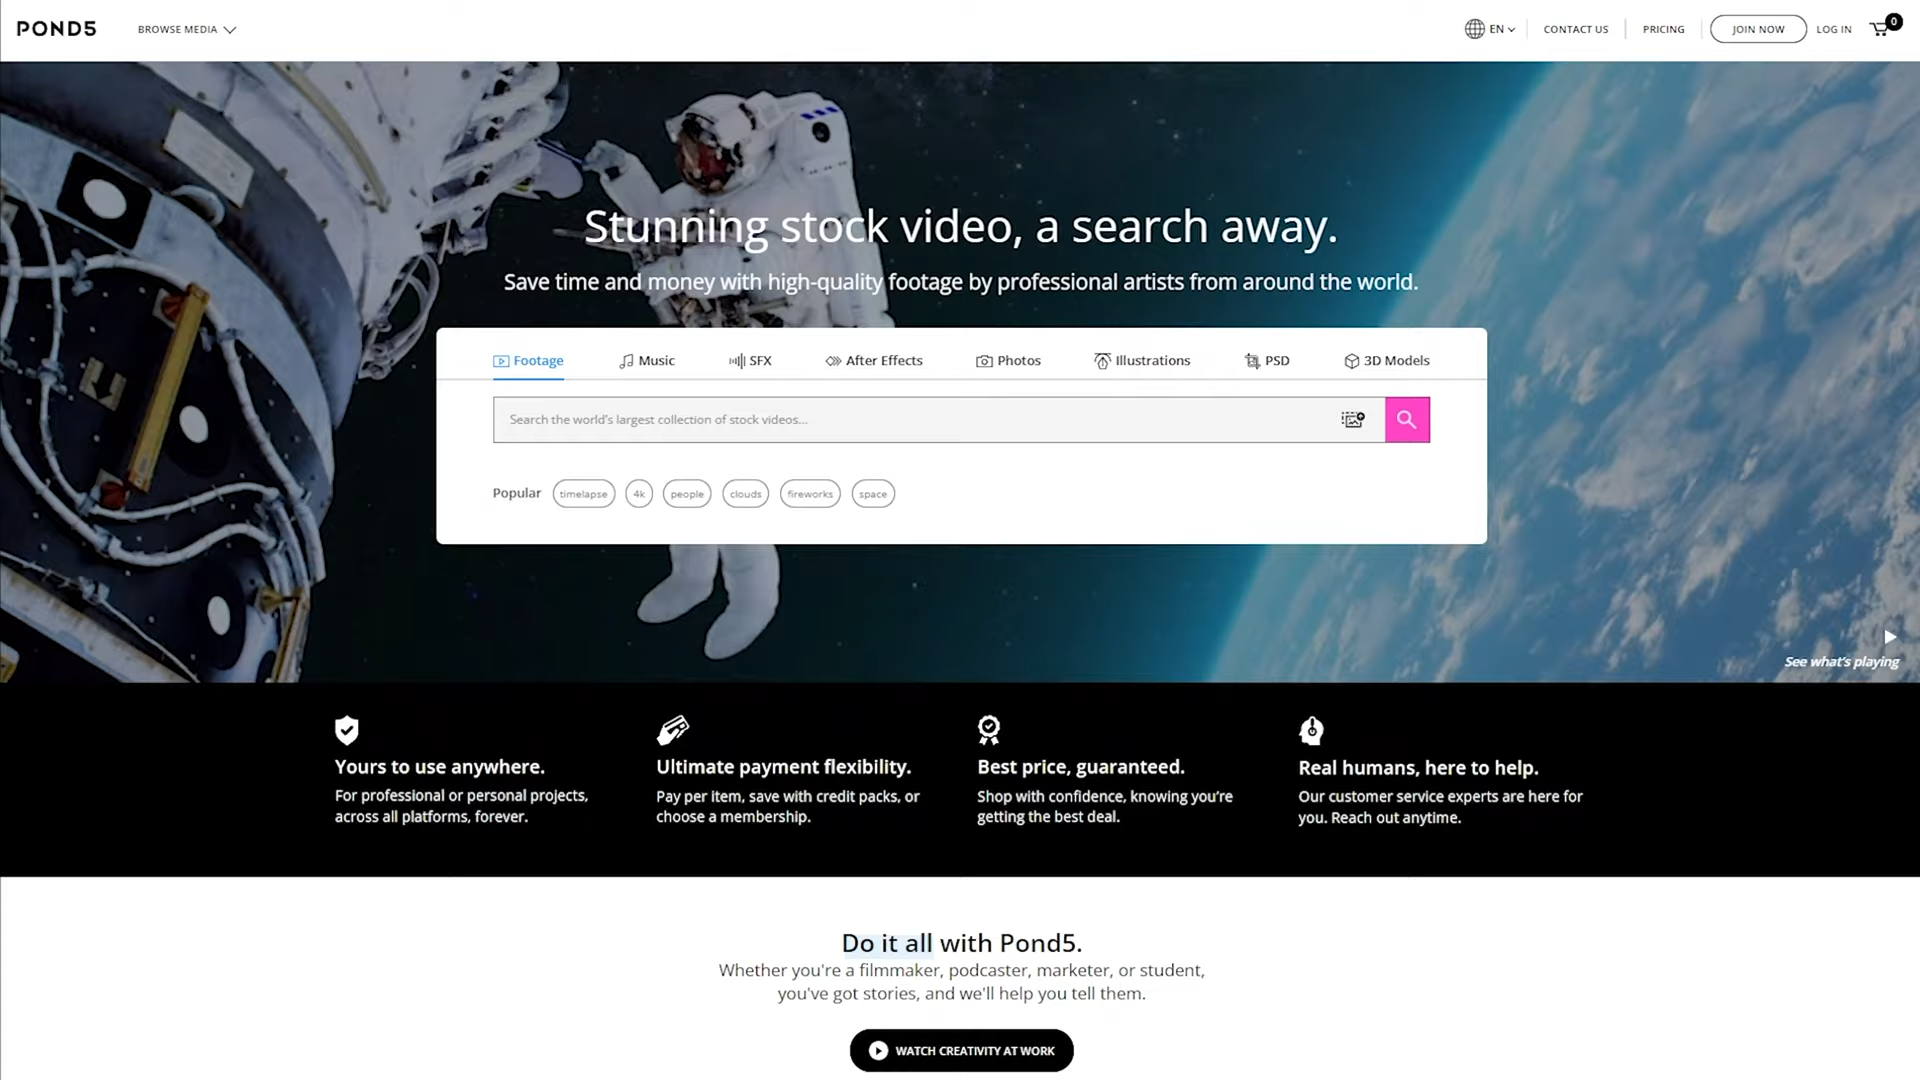 POND5
BROWSE MEDIA
EN
CONTACT US
PRICING
JOIN NOW
LOG IN
0
Stunning stock video, a search away.
Save time and money with high-quality footage by professional artists from around the world.
Footage
Music
SFX
After Effects
Photos
Illustrations
PSD
3D Models
Search the world's largest collection of stock videos...
Popular
timelapse
4k
people
clouds
fireworks
space
See what's playing
Yours to use anywhere.
For professional or personal projects,
across all platforms, forever.
Ultimate payment flexibility.
Pay per item, save with credit packs, or
choose a membership.
Best price, guaranteed.
Shop with confidence, knowing you're
getting the best deal.
Real humans, here to help.
Our customer service experts are here for
you. Reach out anytime.
Do it all with Pond5.
Whether you're a filmmaker, podcaster, marketer, or student,
you've got stories, and we'll help you tell them.
WATCH CREATIVITY AT WORK